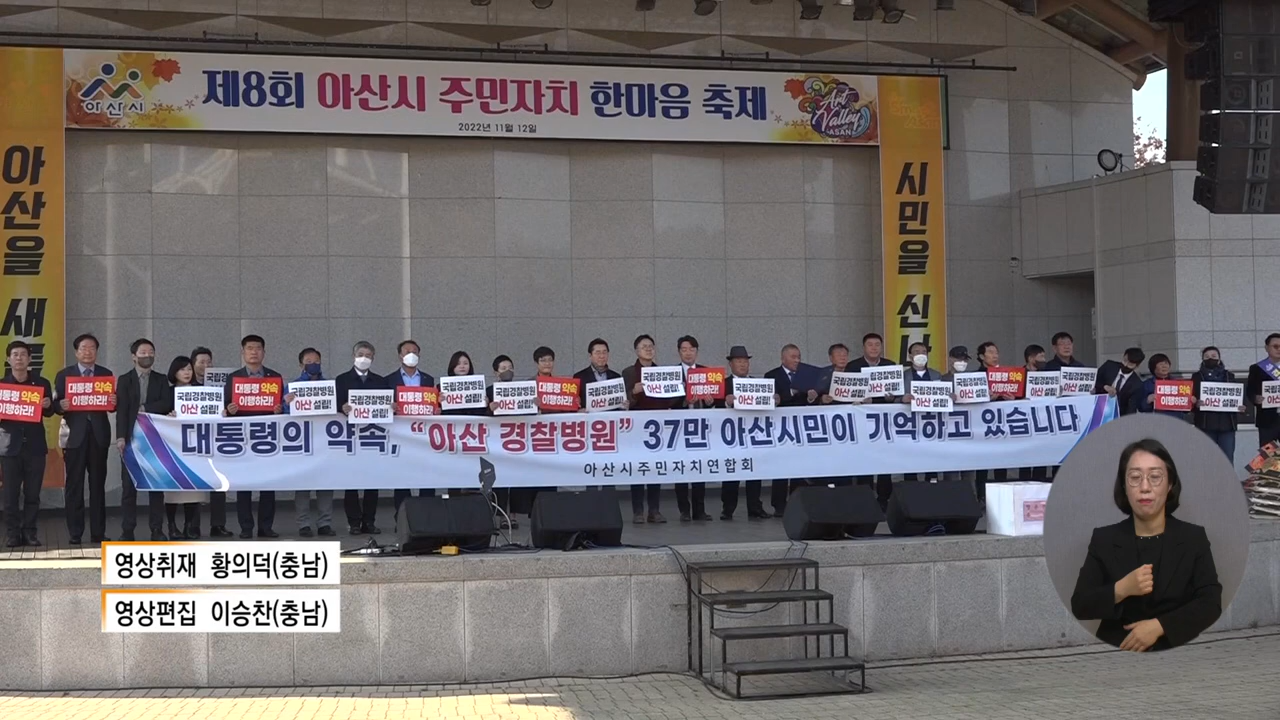 아산시
제8회 아산시 주민자치 한마음 축제
2022년 11월 12일
Art
Valley
ASAN
아산을 새
시민을 신
국립경찰병원
아산 설립!
대통령 약속
이행하라!
대통령의 약속, “아산 경찰병원” 37만 아산시민이 기억하고 있습니다
아산시주민자치연합회
영상취재 황의덕(충남)
영상편집 이승찬(충남)